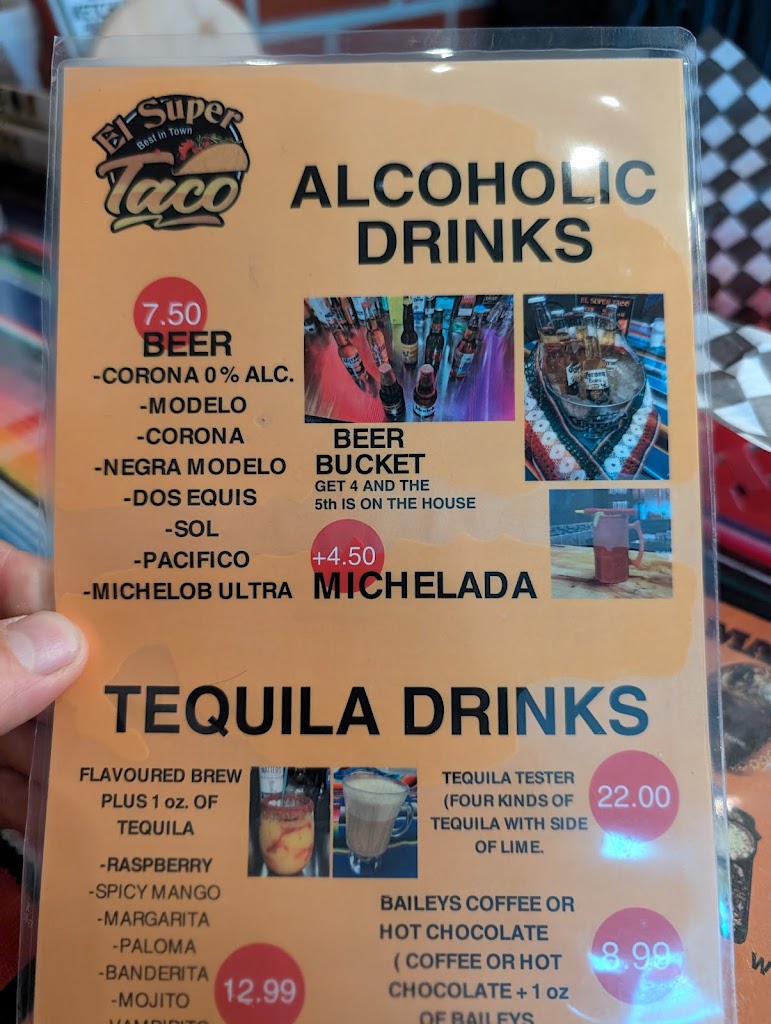 El Super
Best in Town
Taco
ALCOHOLIC
DRINKS
7.50
BEER
-CORONA 0% ALC.
-MODELO
-CORONA
-NEGRA MODELO
-DOS EQUIS
-SOL
-PACIFICO
-MICHELOB ULTRA
BEER
BUCKET
GET 4 AND THE
5th IS ON THE HOUSE
+4.50
MICHELADA
TEQUILA DRINKS
FLAVOURED BREW
PLUS 1 oz. OF
TEQUILA
-RASPBERRY
-SPICY MANGO
-MARGARITA
-PALOMA
-BANDERITA
-MOJITO
-VAMPIRITO
12.99
TEQUILA TESTER
(FOUR KINDS OF
TEQUILA WITH SIDE
OF LIME.
22.00
BAILEYS COFFEE OR
HOT CHOCOLATE
( COFFEE OR HOT
CHOCOLATE + 1 oz
OF BAILEYS
8.99